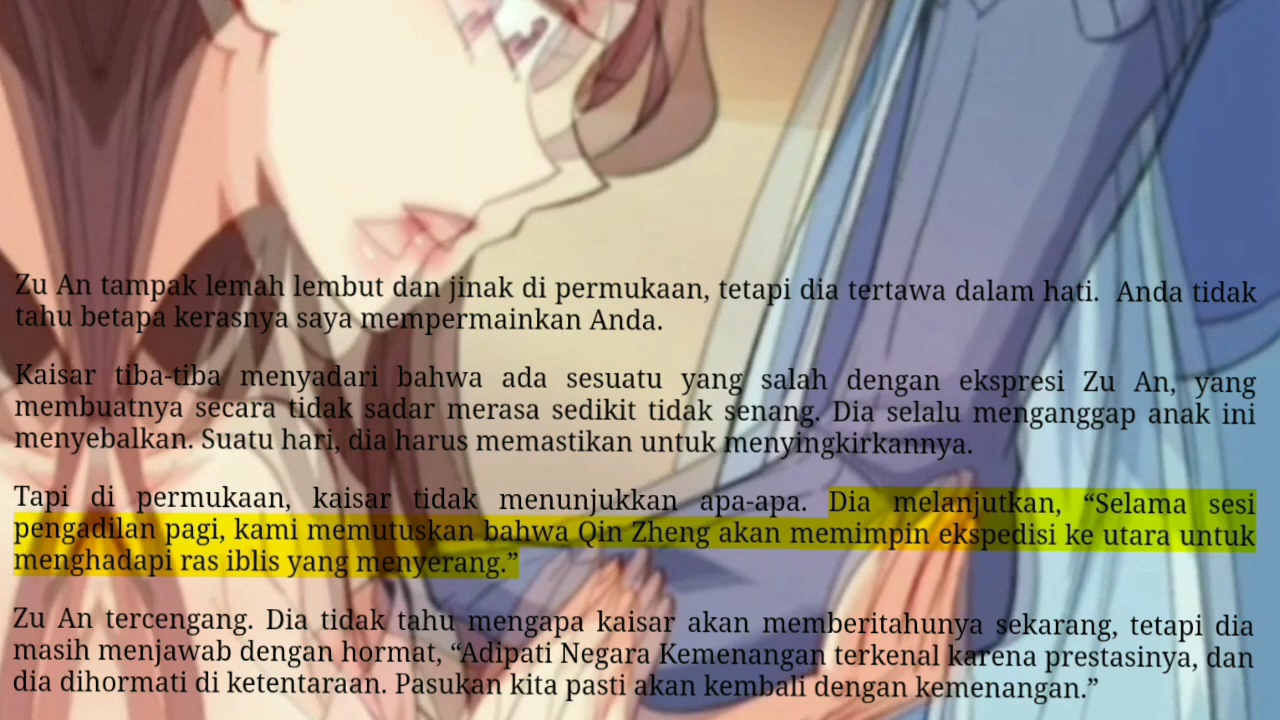 Zu An tampak lemah lembut dan jinak di permukaan, tetapi dia tertawa dalam hati. Anda tidak
tahu betapa kerasnya saya mempermainkan Anda.
Kaisar tiba-tiba menyadari bahwa ada sesuatu yang salah dengan ekspresi Zu An, yang
membuatnya secara tidak sadar merasa sedikit tidak senang. Dia selalu menganggap anak ini
menyebalkan. Suatu hari, dia harus memastikan untuk menyingkirkannya.
Tapi di permukaan, kaisar tidak menunjukkan apa-apa. Dia melanjutkan, “Selama sesi
pengadilan pagi, kami memutuskan bahwa Qin Zheng akan memimpin ekspedisi ke utara untuk
menghadapi ras iblis yang menyerang.”
Zu An tercengang. Dia tidak tahu mengapa kaisar akan memberitahunya sekarang, tetapi dia
masih menjawab dengan hormat, “Adipati Negara Kemenangan terkenal karena prestasinya, dan
dia dihormati di ketentaraan. Pasukan kita pasti akan kembali dengan kemenangan.”